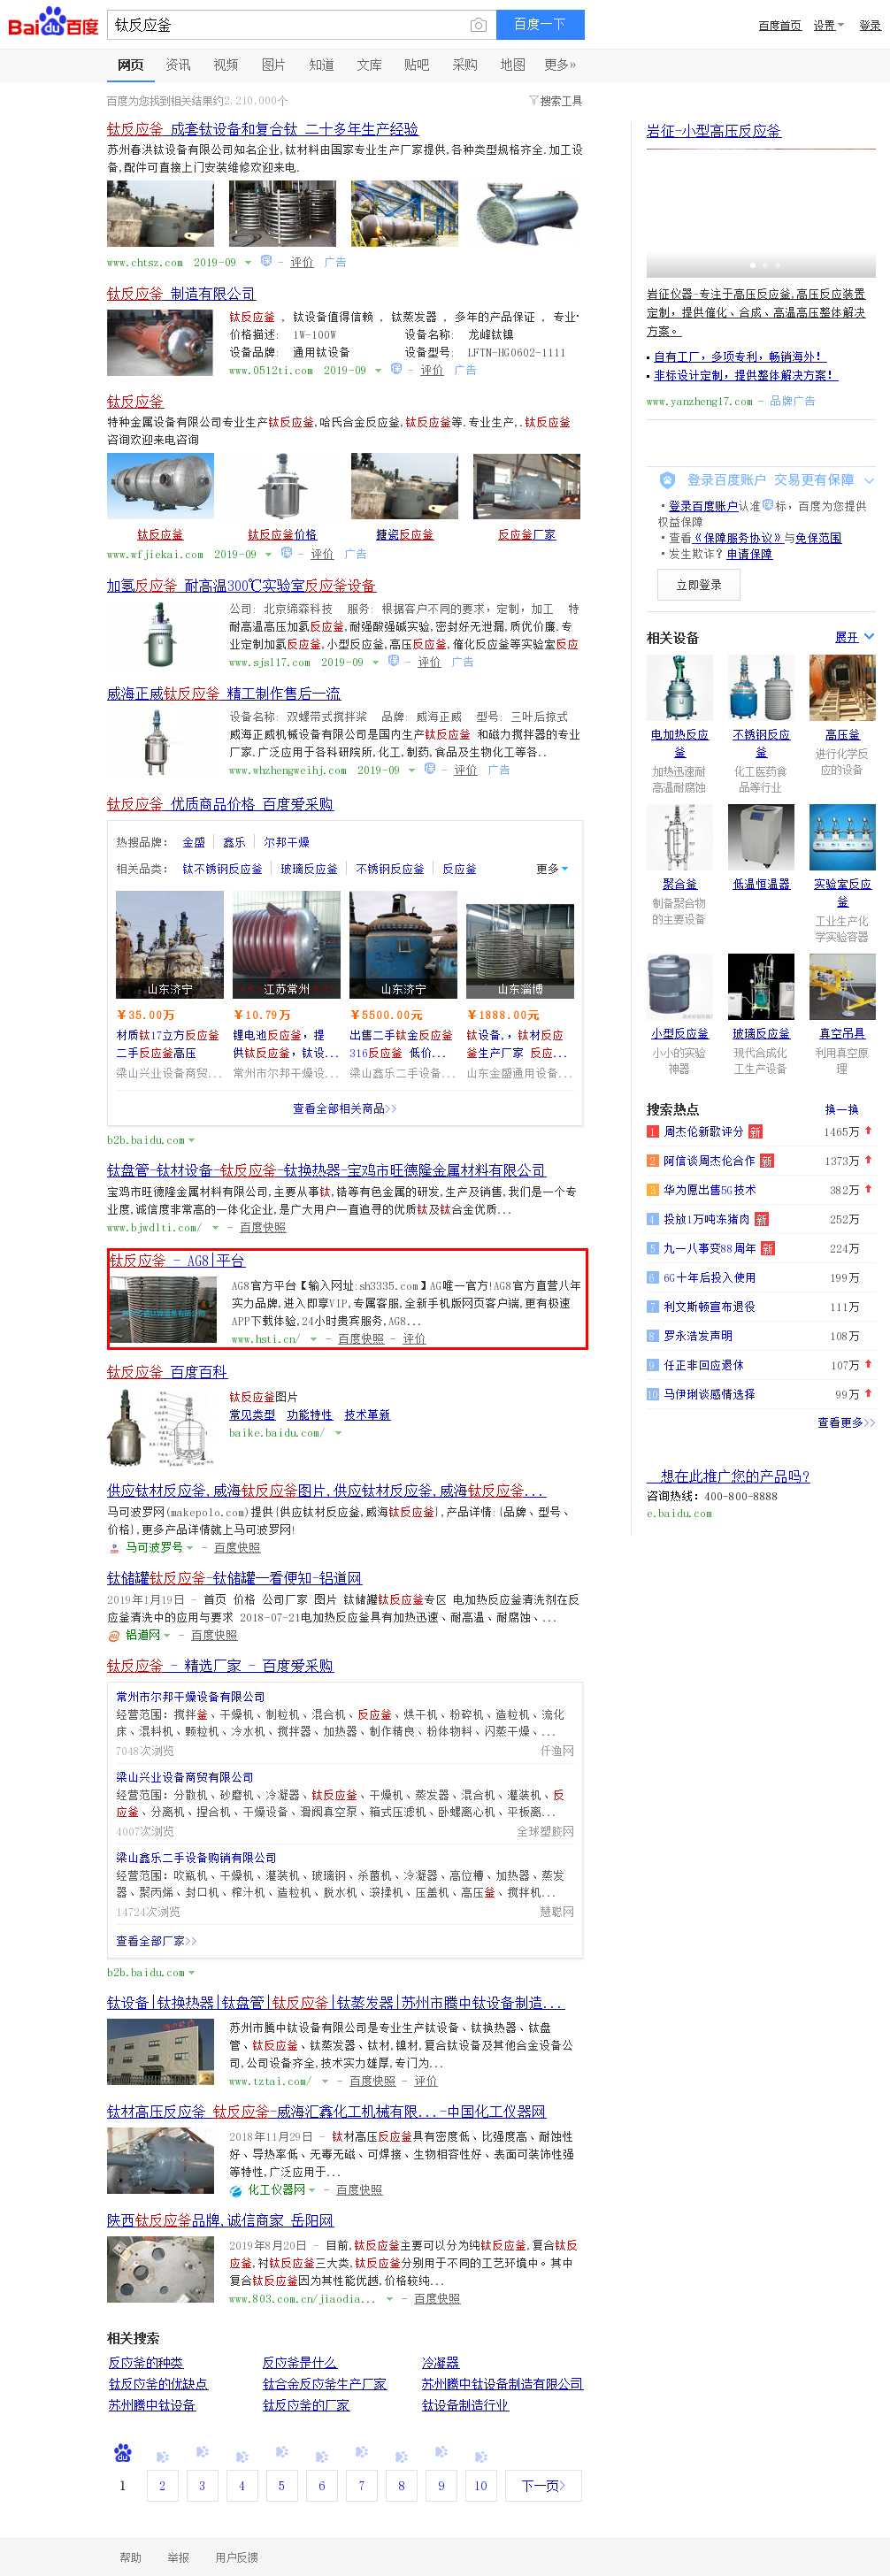 Bai百度
钛反应釜
百度一下
百度首页 设置 登录
网页 资讯 视频 图片 知道 文库 贴吧 采购 地图 更多»
百度为您找到相关结果约2,210,000个
搜索工具
钛反应釜 成套钛设备和复合钛 二十多年生产经验
苏州春洪钛设备有限公司知名企业,钛材料由国家专业生产厂家提供,各种类型规格齐全.加工设
备,配件可直接上门安装维修欢迎来电.
www.chtsz.com 2019-09 - 评价 广告
钛反应釜 制造有限公司
钛反应釜 , 钛设备值得信赖 , 钛蒸发器 , 多年的产品保证 , 专业·
价格描述: 1W-100W 设备名称: 龙峰钛镍
设备品牌: 通用钛设备 设备型号: LFTN-HG0602-1111
www.0512ti.com 2019-09 - 评价 广告
钛反应釜
特种金属设备有限公司专业生产钛反应釜,哈氏合金反应釜,钛反应釜等.专业生产,.钛反应釜
咨询欢迎来电咨询
钛反应釜 钛反应釜价格 搪瓷反应釜 反应釜厂家
www.wfjiekai.com 2019-09 - 评价 广告
加氢反应釜 耐高温300℃实验室反应釜设备
公司: 北京绵森科技 服务: 根据客户不同的要求, 定制, 加工 特
耐高温高压加氢反应釜,耐强酸强碱实验,密封好无泄漏,质优价廉.专
业定制加氢反应釜,小型反应釜,高压反应釜,催化反应釜等实验室反应
www.sjsl17.com 2019-09 - 评价 广告
威海正威钛反应釜 精工制作售后一流
设备名称: 双螺带式搅拌桨 品牌: 威海正威 型号: 三叶后掠式
威海正威机械设备有限公司是国内生产钛反应釜 和磁力搅拌器的专业
厂家.广泛应用于各科研院所,化工,制药,食品及生物化工等各..
www.whzhengweihj.com 2019-09 - 评价 广告
钛反应釜 优质商品价格 百度爱采购
热搜品牌: 金盛 鑫乐 尔邦干燥
相关品类: 钛不锈钢反应釜 玻璃反应釜 不锈钢反应釜 反应釜 更多
山东济宁 江苏常州 山东济宁 山东淄博
￥35.00万 ￥10.79万 ￥5500.00元 ￥1888.00元
材质钛17立方反应釜 锂电池反应釜, 提 出售二手钛金反应釜 钛设备,, 钛材反应
二手反应釜高压 供钛反应釜, 钛设... 316反应釜 低价... 釜生产厂家 反应...
梁山兴业设备商贸... 常州市尔邦干燥设... 梁山鑫乐二手设备... 山东金盛通用设备...
查看全部相关商品>>
b2b.baidu.com
钛盘管-钛材设备-钛反应釜-钛换热器-宝鸡市旺德隆金属材料有限公司
宝鸡市旺德隆金属材料有限公司,主要从事钛,锆等有色金属的研发,生产及销售,我们是一个专
业度,诚信度非常高的一体化企业,是广大用户一直追寻的优质钛及钛合金优质...
www.bjwdlti.com/ - 百度快照
钛反应釜 - AG8|平台
AG8官方平台【输入网址:sh3335.com】AG唯一官方!AG8官方直营八年
实力品牌,进入即享VIP,专属客服,全新手机版网页客户端,更有极速
APP下载体验,24小时贵宾服务,AG8...
www.hsti.cn/ - 百度快照 - 评价
钛反应釜 百度百科
钛反应釜图片
常见类型 功能特性 技术革新
baike.baidu.com/
供应钛材反应釜,威海钛反应釜图片,供应钛材反应釜,威海钛反应釜...
马可波罗网(makepolo.com)提供{供应钛材反应釜,威海钛反应釜},产品详情:{品牌、型号、
价格},更多产品详情就上马可波罗网!
马可波罗号 - 百度快照
钛储罐钛反应釜-钛储罐一看便知-铝道网
2019年1月19日 - 首页 价格 公司厂家 图片 钛储罐钛反应釜专区 电加热反应釜清洗剂在反
应釜清洗中的应用与要求 2018-07-21电加热反应釜具有加热迅速、耐高温、耐腐蚀、...
铝道网 - 百度快照
钛反应釜 - 精选厂家 - 百度爱采购
常州市尔邦干燥设备有限公司
经营范围: 搅拌釜、干燥机、制粒机、混合机、反应釜、烘干机、粉碎机、造粒机、流化
床、混料机、颗粒机、冷水机、搅拌器、加热器、制作精良、粉体物料、闪蒸干燥、...
7048次浏览 仟渔网
梁山兴业设备商贸有限公司
经营范围: 分散机、砂磨机、冷凝器、钛反应釜、干燥机、蒸发器、混合机、灌装机、反
应釜、分离机、捏合机、干燥设备、滑阀真空泵、箱式压滤机、卧螺离心机、平板离...
4007次浏览 全球塑胶网
梁山鑫乐二手设备购销有限公司
经营范围: 吹瓶机、干燥机、灌装机、玻璃钢、杀菌机、冷凝器、高位槽、加热器、蒸发
器、聚丙烯、封口机、榨汁机、造粒机、脱水机、滚揉机、压盖机、高压釜、搅拌机...
14724次浏览 慧聪网
查看全部厂家>>
b2b.baidu.com
钛设备|钛换热器|钛盘管|钛反应釜|钛蒸发器|苏州市腾中钛设备制造...
苏州市腾中钛设备有限公司是专业生产钛设备、钛换热器、钛盘
管、钛反应釜、钛蒸发器、钛材,镍材,复合钛设备及其他合金设备公
司,公司设备齐全,技术实力雄厚,专门为...
www.tztai.com/ - 百度快照 - 评价
钛材高压反应釜 钛反应釜-威海汇鑫化工机械有限...-中国化工仪器网
2018年11月29日 - 钛材高压反应釜具有密度低、比强度高、耐蚀性
好、导热率低、无毒无磁、可焊接、生物相容性好、表面可装饰性强
等特性,广泛应用于...
化工仪器网 - 百度快照
陕西钛反应釜品牌,诚信商家 岳阳网
2019年8月20日 - 目前,钛反应釜主要可以分为纯钛反应釜,复合钛反
应釜,衬钛反应釜三大类,钛反应釜分别用于不同的工艺环境中。其中
复合钛反应釜因为其性能优越,价格较纯...
www.803.com.cn/jiaodia... - 百度快照
相关搜索
反应釜的种类 反应釜是什么 冷凝器
钛反应釜的优缺点 钛合金反应釜生产厂家 苏州腾中钛设备制造有限公司
苏州腾中钛设备 钛反应釜的厂家 钛设备制造行业
1 2 3 4 5 6 7 8 9 10 下一页>
帮助 举报 用户反馈
岩征-小型高压反应釜
岩征仪器-专注于高压反应釜,高压反应装置
定制, 提供催化、合成、高温高压整体解决
方案。
自有工厂, 多项专利, 畅销海外!
非标设计定制, 提供整体解决方案!
www.yanzheng17.com - 品牌广告
登录百度账户 交易更有保障
·登录百度账户认准标, 百度为您提供
权益保障
·查看《保障服务协议》与免保范围
·发生欺诈? 申请保障
立即登录
相关设备 展开
电加热反应 不锈钢反应 高压釜
釜 釜 进行化学反
加热迅速耐 化工医药食 应的设备
高温耐腐蚀 品等行业
聚合釜 低温恒温器 实验室反应
制备聚合物 釜
的主要设备 工业生产化
学实验容器
小型反应釜 玻璃反应釜 真空吊具
小小的实验 现代合成化 利用真空原
神器 工生产设备 理
搜索热点 换一换
1 周杰伦新歌评分 新 1465万
2 阿信谈周杰伦合作 新 1373万
3 华为愿出售5G技术 382万
4 投放1万吨冻猪肉 新 252万
5 九一八事变88周年 新 224万
6 6G十年后投入使用 199万
7 利文斯顿宣布退役 111万
8 罗永浩发声明 108万
9 任正非回应退休 107万
10 马伊琍谈感情选择 99万
查看更多>>
想在此推广您的产品吗?
咨询热线: 400-800-8888
e.baidu.com